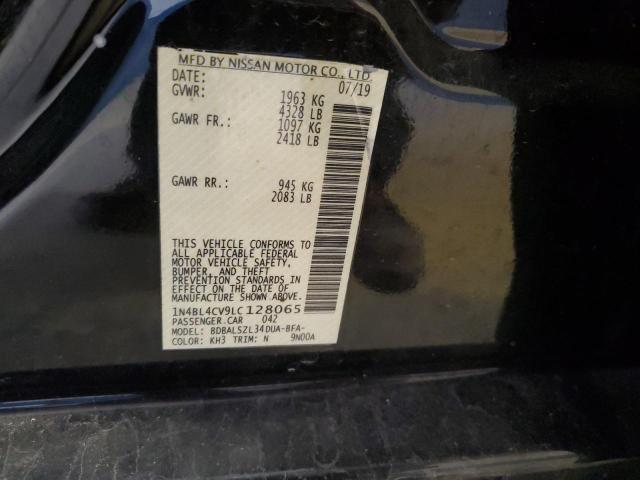 MFD BY NISSAN MOTOR CO., LTD.
DATE: 07/19
GVWR: 1963 KG
4328 LB
GAWR FR.: 1097 KG
2418 LB
GAWR RR.: 945 KG
2083 LB
THIS VEHICLE CONFORMS TO
ALL APPLICABLE FEDERAL
MOTOR VEHICLE SAFETY,
BUMPER, AND THEFT
PREVENTION STANDARDS IN
EFFECT ON THE DATE OF
MANUFACTURE SHOWN ABOVE.
1N4BL4CV9LC128065
PASSENGER.CAR 042
MODEL: BDBALSZL34DUA-BFA-
COLOR: KH3 TRIM: N 9N00A